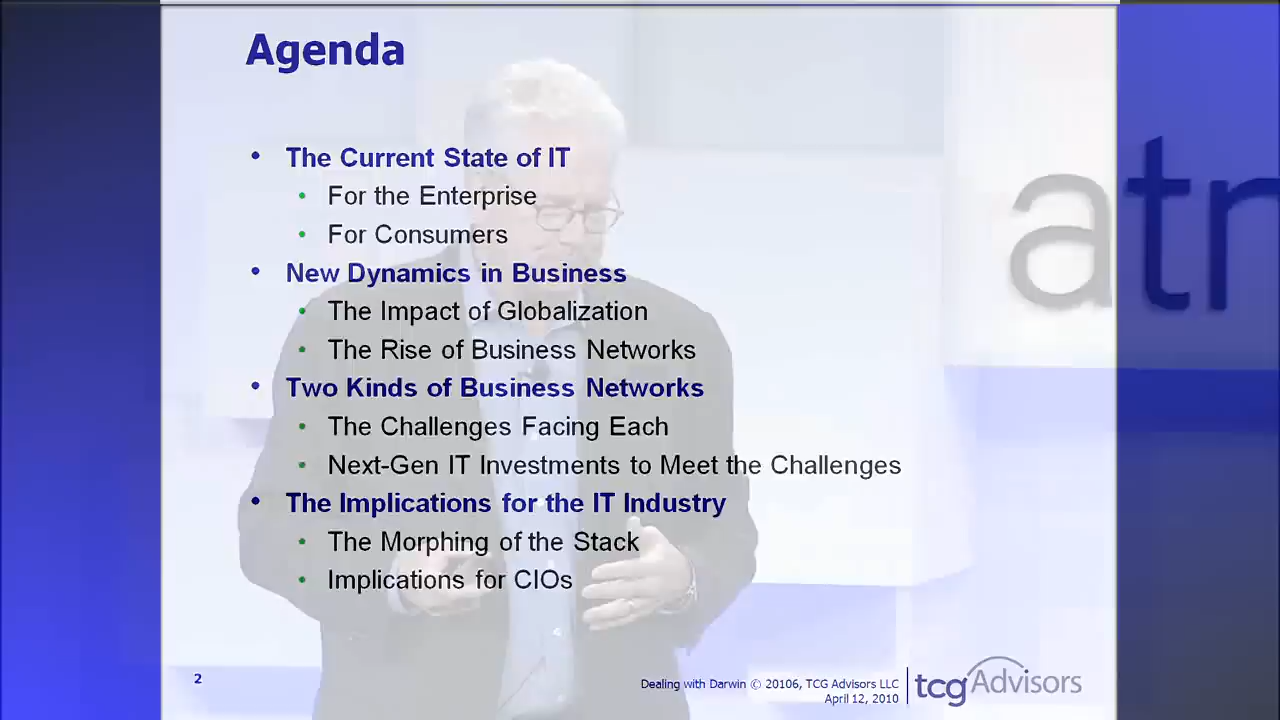 Agenda
• The Current State of IT
• For the Enterprise
• For Consumers
• New Dynamics in Business
• The Impact of Globalization
• The Rise of Business Networks
• Two Kinds of Business Networks
• The Challenges Facing Each
• Next-Gen IT Investments to Meet the Challenges
• The Implications for the IT Industry
• The Morphing of the Stack
• Implications for CIOs
atr
2
Dealing with Darwin © 20106, TCG Advisors LLC
April 12, 2010
tcgAdvisors